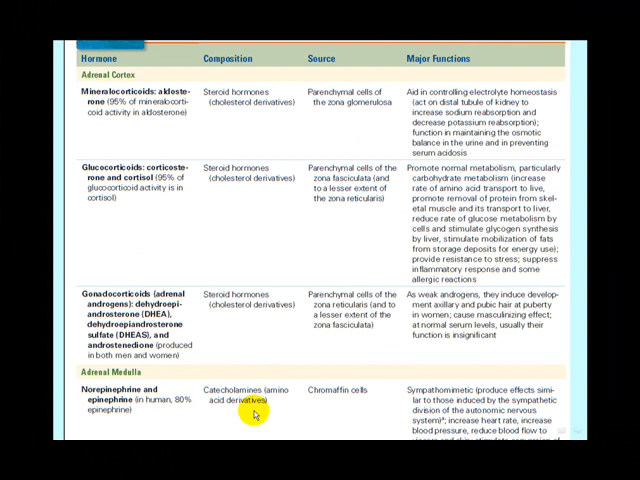 Hormone Composition Source Major Functions
Adrenal Cortex
Mineralocorticoids: aldoste-
rone (95% of mineralocorti-
coid activity in aldosterone)
Steroid hormones
(cholesterol derivatives)
Parenchymal cells of
the zona glomerulosa
Aid in controlling electrolyte homeostasis
(act on distal tubule of kidney to
increase sodium reabsorption and
decrease potassium reabsorption);
function in maintaining the osmotic
balance in the urine and in preventing
serum acidosis
Glucocorticoids: corticoste-
rone and cortisol (95% of
glucocorticoid activity is in
cortisol)
Steroid hormones
(cholesterol derivatives)
Parenchymal cells of the
zona fasciculata (and
to a lesser extent of
the zona reticularis)
Promote normal metabolism, particularly
carbohydrate metabolism (increase
rate of amino acid transport to live,
promote removal of protein from skel-
etal muscle and its transport to liver,
reduce rate of glucose metabolism by
cells and stimulate glycogen synthesis
by liver, stimulate mobilization of fats
from storage deposits for energy use);
provide resistance to stress; suppress
inflammatory response and some
allergic reactions
Gonadocorticoids (adrenal
androgens): dehydroepi-
androsterone (DHEA),
dehydroepiandrosterone
sulfate (DHEAS), and
androstenedione (produced
in both men and women)
Steroid hormones
(cholesterol derivatives)
Parenchymal cells of the
zona reticularis (and to
a lesser extent of the
zona fasciculata)
As weak androgens, they induce develop-
ment axillary and pubic hair at puberty
in women; cause masculinizing effect;
at normal serum levels, usually their
function is insignificant
Adrenal Medulla
Norepinephrine and
epinephrine (in human, 80%
epinephrine)
Catecholamines (amino
acid derivatives)
Chromaffin cells
Sympathomimetic (produce effects simi-
lar to those induced by the sympathetic
division of the autonomic nervous
system)ª; increase heart rate, increase
blood pressure, reduce blood flow to